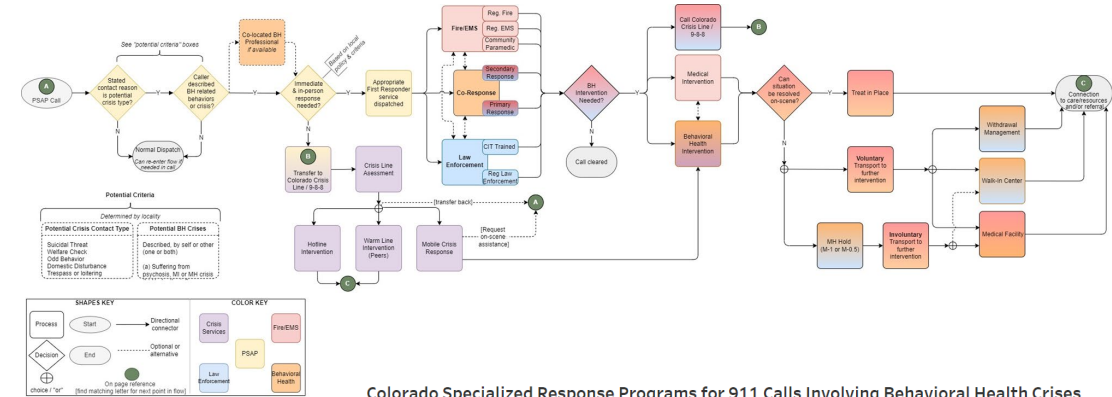 A
PSAP Call
See "potential criteria" boxes
Stated
contact reason
is potential
crisis type?
Y
N
Caller
described BH
related behaviors
or crisis?
Y
N
Normal Dispatch
Can re-enter flow if
needed in call
Co-located BH
Professional
if available
Immediate
& in-person
response needed?
Based on local
policy & criteria
Y
N
Appropriate
First Responder
service
dispatched
B
Transfer to
Colorado Crisis
Line / 9-8-8
Crisis Line
Asessment
[transfer back]
A
[Request
on-scene
assistance]
Hotline
Intervention
Warm Line
Intervention
(Peers)
Mobile Crisis
Response
C
Fire/EMS
Reg. Fire
Reg. EMS
Community
Paramedic
Co-Response
Secondary
Response
Primary
Response
Law
Enforcement
CIT Trained
Reg Law
Enforcement
BH
Intervention
Needed?
Y
N
Call cleared
Call Colorado
Crisis Line /
9-8-8
B
Medical
Intervention
Behavioral
Health
Intervention
Can
situation
be resolved
on-scene?
Y
N
Treat in Place
Voluntary
Transport to
further
intervention
MH Hold
(M-1 or M-0.5)
Involuntary
Transport to
further
intervention
Withdrawal
Management
Walk-In Center
Medical Facility
C
Connection
to care/resources
and/or referral
Potential Criteria
Determined by locality
Potential Crisis Contact Type
Suicidal Threat
Welfare Check
Odd Behavior
Domestic Disturbance
Trespass or loitering
Potential BH Crises
Described, by self or other
(one or both)
(a) Suffering from
psychosis, MI or MH crisis
SHAPES KEY
Process
Start
Directional
connector
Decision
End
Optional or
alternative
choice / "or"
On page reference
[find matching letter for next point in flow]
COLOR KEY
Crisis
Services
Fire/EMS
PSAP
Law
Enforcement
Behavioral
Health
Colorado Specialized Response Programs for 911 Calls Involving Behavioral Health Crises